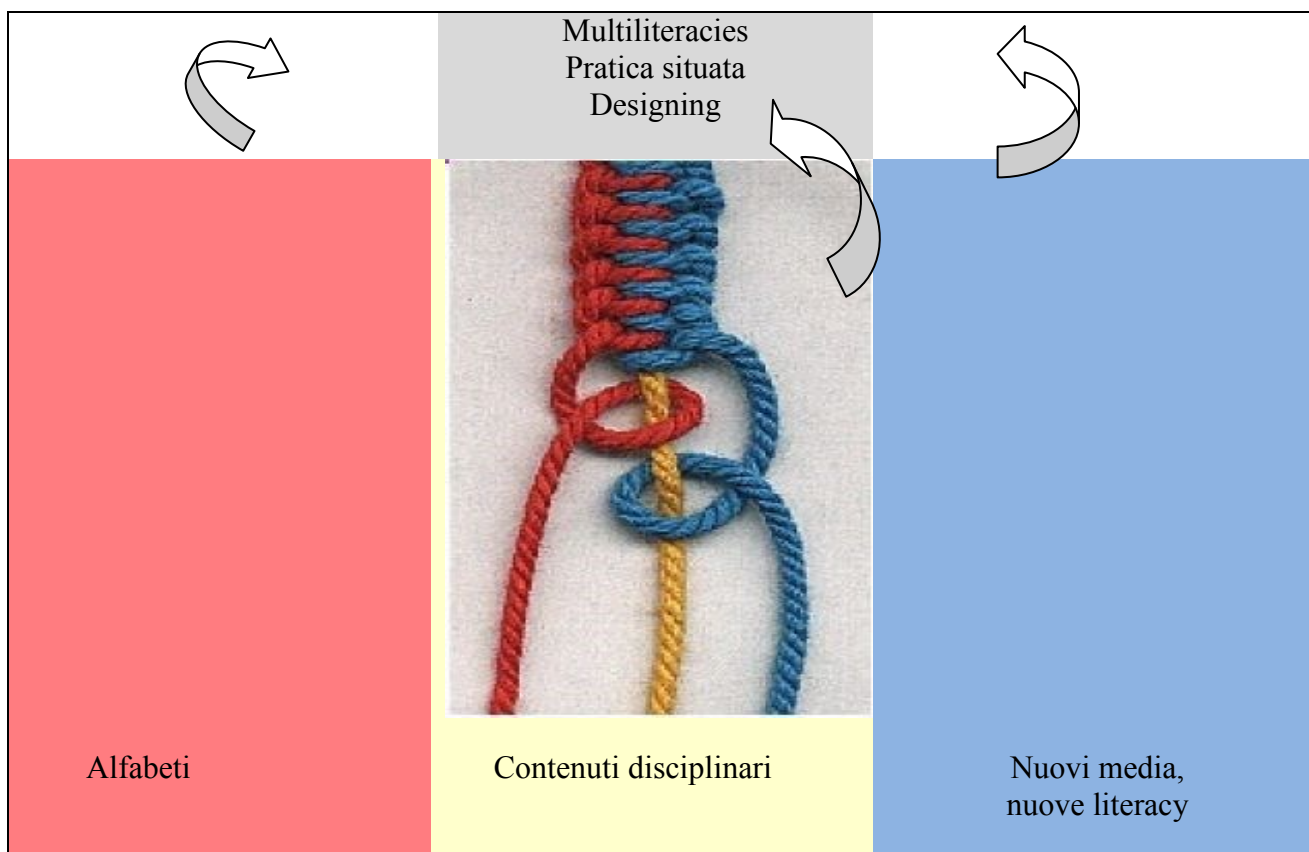 Multiliteracies
Pratica situata
Designing
Alfabeti
Contenuti disciplinari
Nuovi media,
nuove literacy